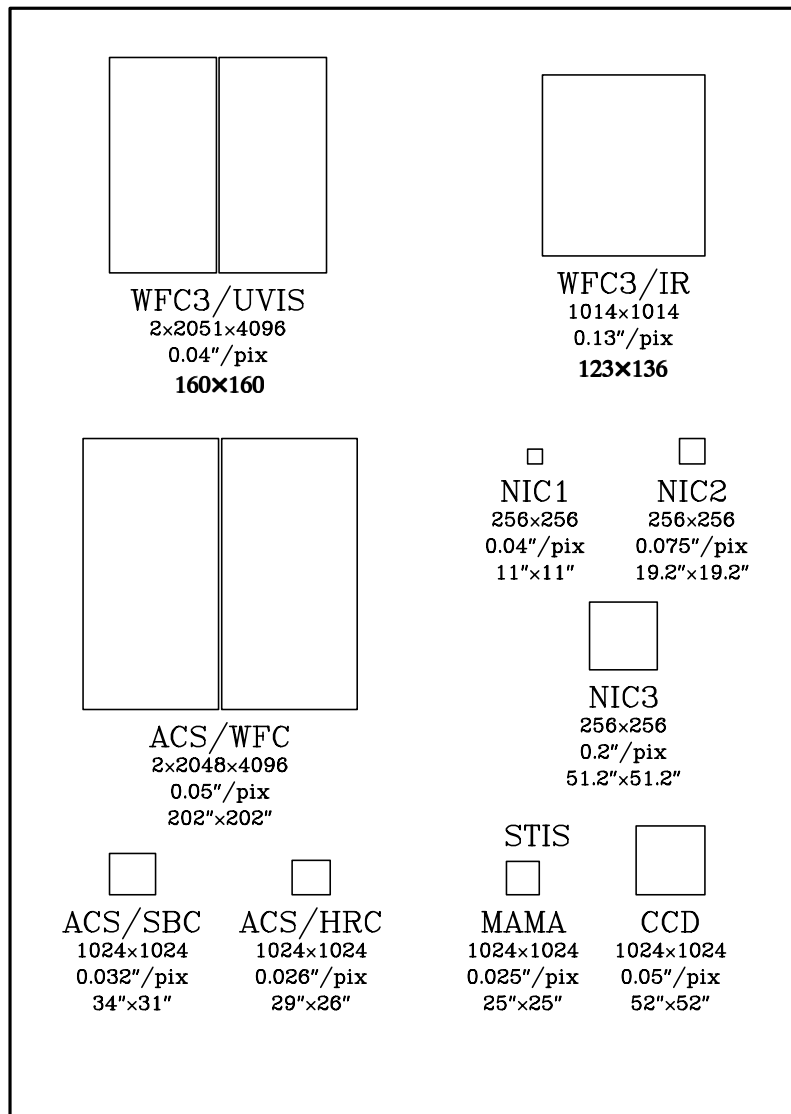 WFC3/UVIS
2×2051×4096
0.04"/pix
160×160
WFC3/IR
1014×1014
0.13"/pix
123×136
ACS/WFC
2×2048×4096
0.05"/pix
202"×202"
NIC1
256×256
0.04"/pix
11"×11"
NIC2
256×256
0.075"/pix
19.2"×19.2"
NIC3
256×256
0.2"/pix
51.2"×51.2"
ACS/SBC
1024×1024
0.032"/pix
34"×31"
ACS/HRC
1024×1024
0.026"/pix
29"×26"
STIS
MAMA
1024×1024
0.025"/pix
25"×25"
CCD
1024×1024
0.05"/pix
52"×52"